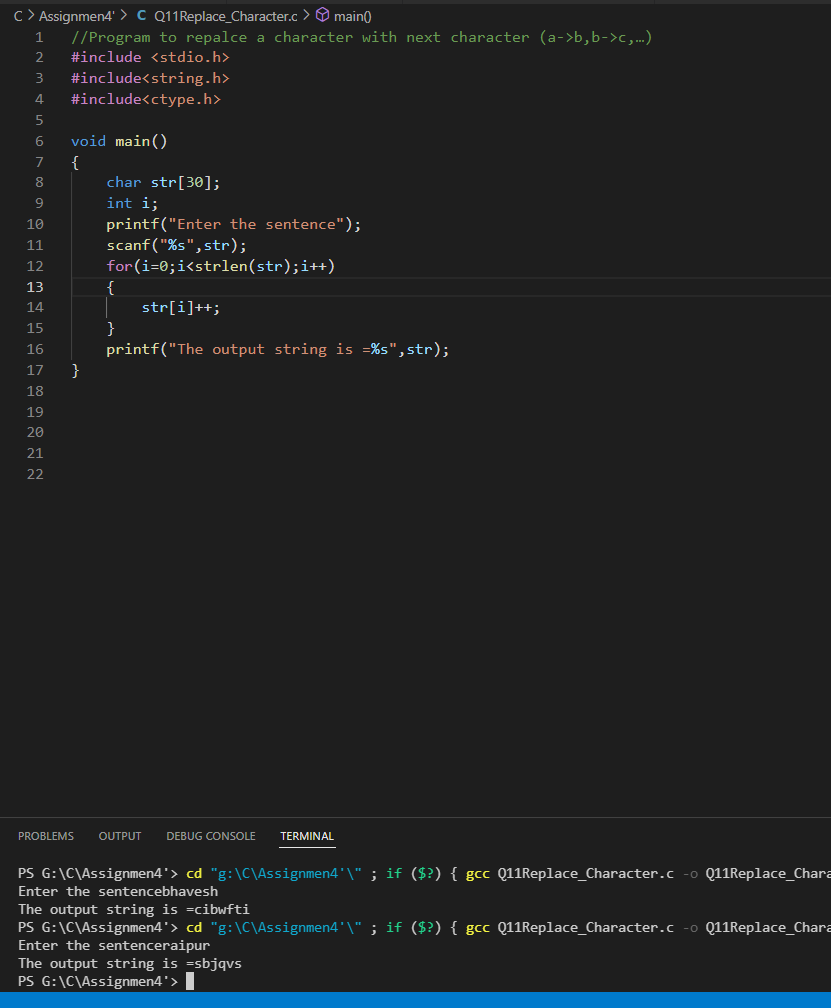 C > Assignmen4' > C Q11Replace_Character.c > main()
1 //Program to repalce a character with next character (a->b,b->c,…)
2 #include <stdio.h>
3 #include<string.h>
4 #include<ctype.h>
5
6 void main()
7 {
8     char str[30];
9     int i;
10     printf("Enter the sentence");
11     scanf("%s",str);
12     for(i=0;i<strlen(str);i++)
13     {
14         str[i]++;
15     }
16     printf("The output string is =%s",str);
17 }
18
19
20
21
22
PROBLEMS OUTPUT DEBUG CONSOLE TERMINAL
PS G:\C\Assignmen4'> cd "g:\C\Assignmen4'\" ; if ($?) { gcc Q11Replace_Character.c -o Q11Replace_Chara
Enter the sentencebhavesh
The output string is =cibwfti
PS G:\C\Assignmen4'> cd "g:\C\Assignmen4'\" ; if ($?) { gcc Q11Replace_Character.c -o Q11Replace_Chara
Enter the sentenceraipur
The output string is =sbjqvs
PS G:\C\Assignmen4'>